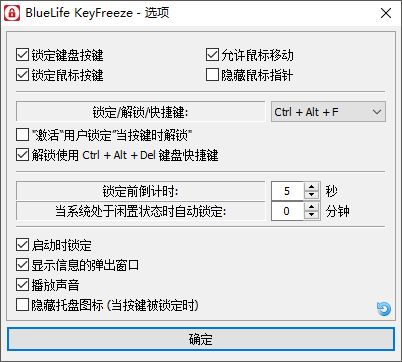 BlueLife KeyFreeze - 选项
锁定键盘按键
允许鼠标移动
锁定鼠标按键
隐藏鼠标指针
锁定/解锁/快捷键:
Ctrl + Alt + F
"激活"用户锁定"当按键时解锁"
解锁使用 Ctrl + Alt + Del 键盘快捷键
锁定前倒计时:
5
秒
当系统处于闲置状态时自动锁定:
0
分钟
启动时锁定
显示信息的弹出窗口
播放声音
隐藏托盘图标 (当按键被锁定时)
确定